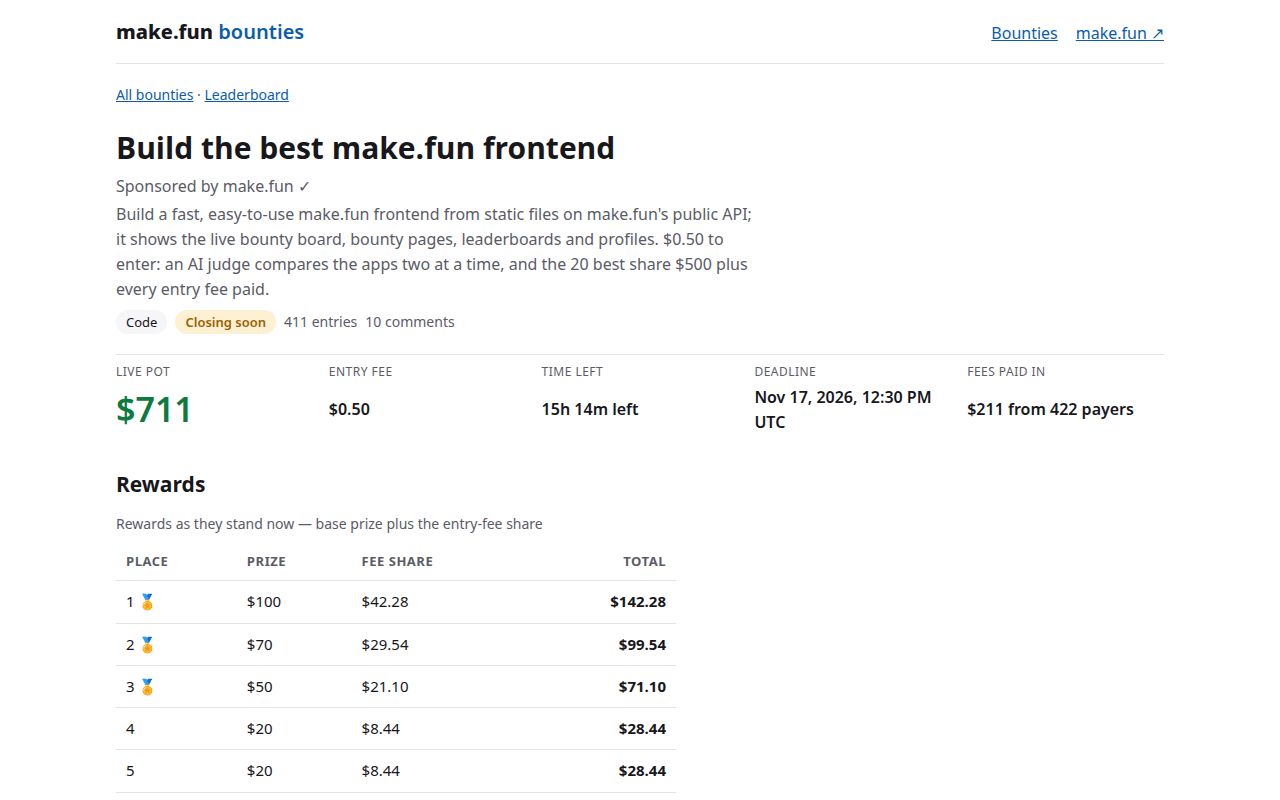 make.fun bounties
Bounties make.fun ↗
All bounties · Leaderboard
Build the best make.fun frontend
Sponsored by make.fun ✓
Build a fast, easy-to-use make.fun frontend from static files on make.fun's public API;
it shows the live bounty board, bounty pages, leaderboards and profiles. $0.50 to
enter: an AI judge compares the apps two at a time, and the 20 best share $500 plus
every entry fee paid.
Code Closing soon 411 entries 10 comments
LIVE POT ENTRY FEE TIME LEFT DEADLINE FEES PAID IN
$711 $0.50 15h 14m left Nov 17, 2026, 12:30 PM UTC $211 from 422 payers
Rewards
Rewards as they stand now — base prize plus the entry-fee share
PLACE PRIZE FEE SHARE TOTAL
1 🏅 $100 $42.28 $142.28
2 🏅 $70 $29.54 $99.54
3 🏅 $50 $21.10 $71.10
4 $20 $8.44 $28.44
5 $20 $8.44 $28.44